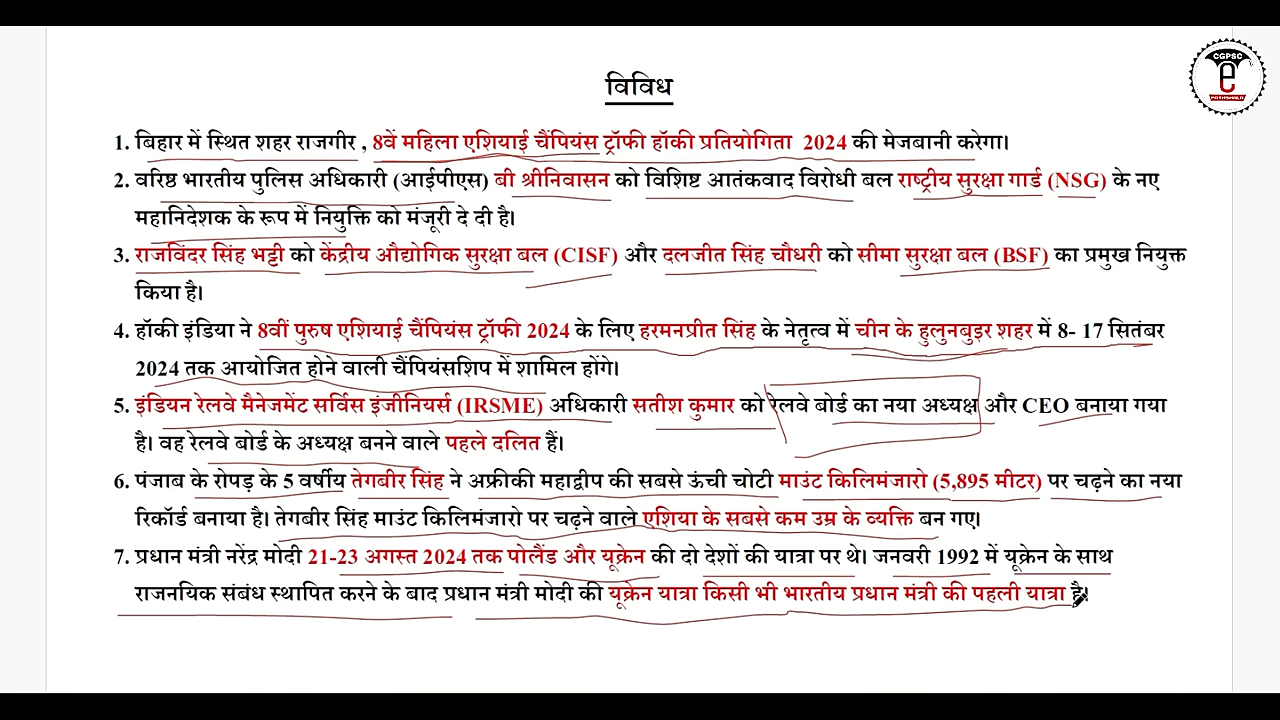 विविध
CGPSC
e
PATHSHALA
1. बिहार में स्थित शहर राजगीर , 8वें महिला एशियाई चैंपियंस ट्रॉफी हॉकी प्रतियोगिता 2024 की मेजबानी करेगा।
2. वरिष्ठ भारतीय पुलिस अधिकारी (आईपीएस) बी श्रीनिवासन को विशिष्ट आतंकवाद विरोधी बल राष्ट्रीय सुरक्षा गार्ड (NSG) के नए
महानिदेशक के रूप में नियुक्ति को मंजूरी दे दी है।
3. राजविंदर सिंह भट्टी को केंद्रीय औद्योगिक सुरक्षा बल (CISF) और दलजीत सिंह चौधरी को सीमा सुरक्षा बल (BSF) का प्रमुख नियुक्त
किया है।
4. हॉकी इंडिया ने 8वीं पुरुष एशियाई चैंपियंस ट्रॉफी 2024 के लिए हरमनप्रीत सिंह के नेतृत्व में चीन के हुलुनबुइर शहर में 8- 17 सितंबर
2024 तक आयोजित होने वाली चैंपियंसशिप में शामिल होंगे।
5. इंडियन रेलवे मैनेजमेंट सर्विस इंजीनियर्स (IRSME) अधिकारी सतीश कुमार को रेलवे बोर्ड का नया अध्यक्ष और CEO बनाया गया
है। वह रेलवे बोर्ड के अध्यक्ष बनने वाले पहले दलित हैं।
6. पंजाब के रोपड़ के 5 वर्षीय तेगबीर सिंह ने अफ्रीकी महाद्वीप की सबसे ऊंची चोटी माउंट किलिमंजारो (5,895 मीटर) पर चढ़ने का नया
रिकॉर्ड बनाया है। तेगबीर सिंह माउंट किलिमंजारो पर चढ़ने वाले एशिया के सबसे कम उम्र के व्यक्ति बन गए।
7. प्रधान मंत्री नरेंद्र मोदी 21-23 अगस्त 2024 तक पोलैंड और यूक्रेन की दो देशों की यात्रा पर थे। जनवरी 1992 में यूक्रेन के साथ
राजनयिक संबंध स्थापित करने के बाद प्रधान मंत्री मोदी की यूक्रेन यात्रा किसी भी भारतीय प्रधान मंत्री की पहली यात्रा है।